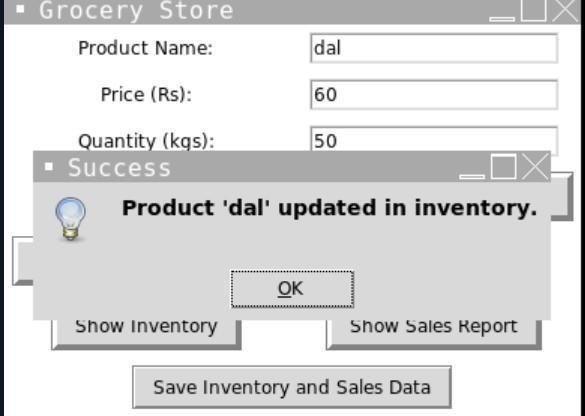 Grocery Store
Product Name: dal
Price (Rs): 60
Quantity (kgs): 50
Success
Product 'dal' updated in inventory.
OK
Show Inventory Show Sales Report
Save Inventory and Sales Data